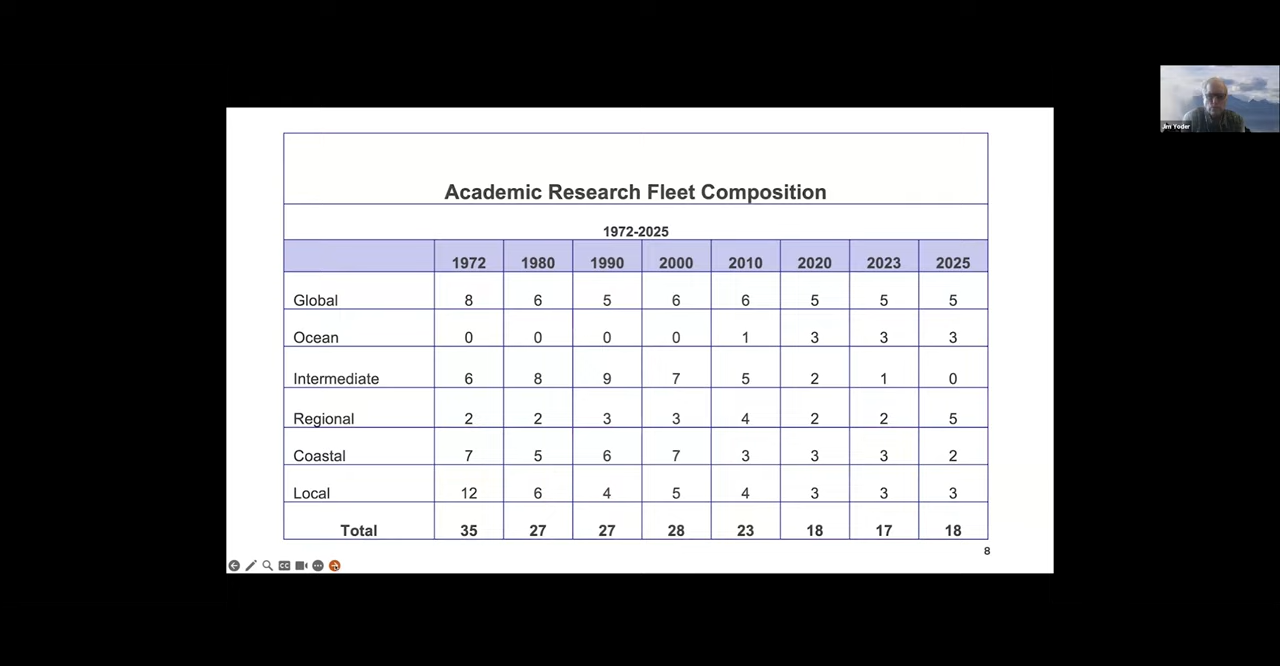 Academic Research Fleet Composition
1972-2025
1972 1980 1990 2000 2010 2020 2023 2025
Global 8 6 5 6 6 5 5 5
Ocean 0 0 0 0 1 3 3 3
Intermediate 6 8 9 7 5 2 1 0
Regional 2 2 3 3 4 2 2 5
Coastal 7 5 6 7 3 3 3 2
Local 12 6 4 5 4 3 3 3
Total 35 27 27 28 23 18 17 18
8
CC
Jim Yoder